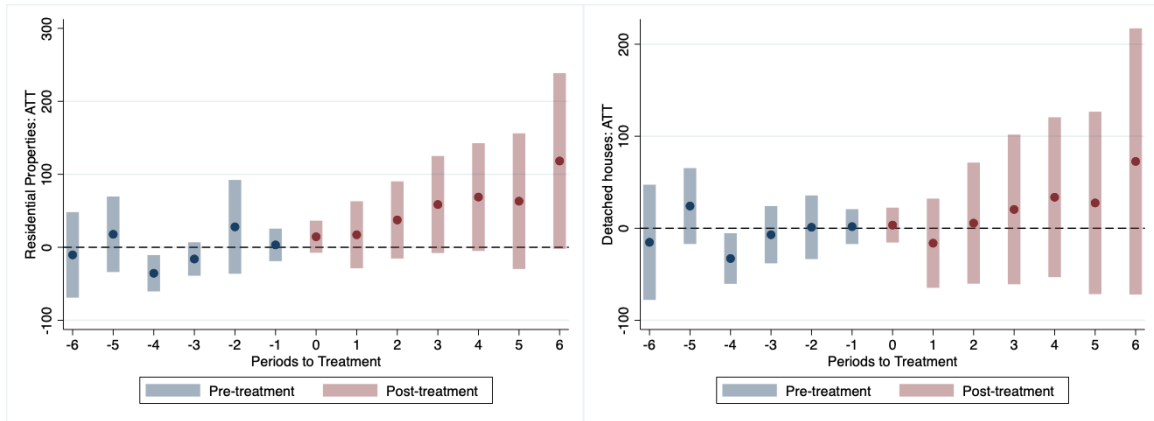 Residential Properties: ATT
300
200
100
0
-100
-6 -5 -4 -3 -2 -1 0 1 2 3 4 5 6
Periods to Treatment
Pre-treatment Post-treatment
Detached houses: ATT
200
100
0
-100
-6 -5 -4 -3 -2 -1 0 1 2 3 4 5 6
Periods to Treatment
Pre-treatment Post-treatment